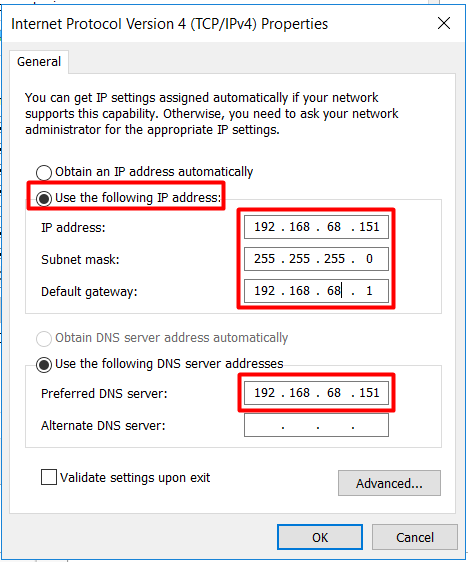 Internet Protocol Version 4 (TCP/IPv4) Properties
General
You can get IP settings assigned automatically if your network
supports this capability. Otherwise, you need to ask your network
administrator for the appropriate IP settings.
Obtain an IP address automatically
Use the following IP address:
IP address: 192 . 168 . 68 . 151
Subnet mask: 255 . 255 . 255 . 0
Default gateway: 192 . 168 . 68 . 1
Obtain DNS server address automatically
Use the following DNS server addresses
Preferred DNS server: 192 . 168 . 68 . 151
Alternate DNS server: . . .
Validate settings upon exit
Advanced...
OK Cancel